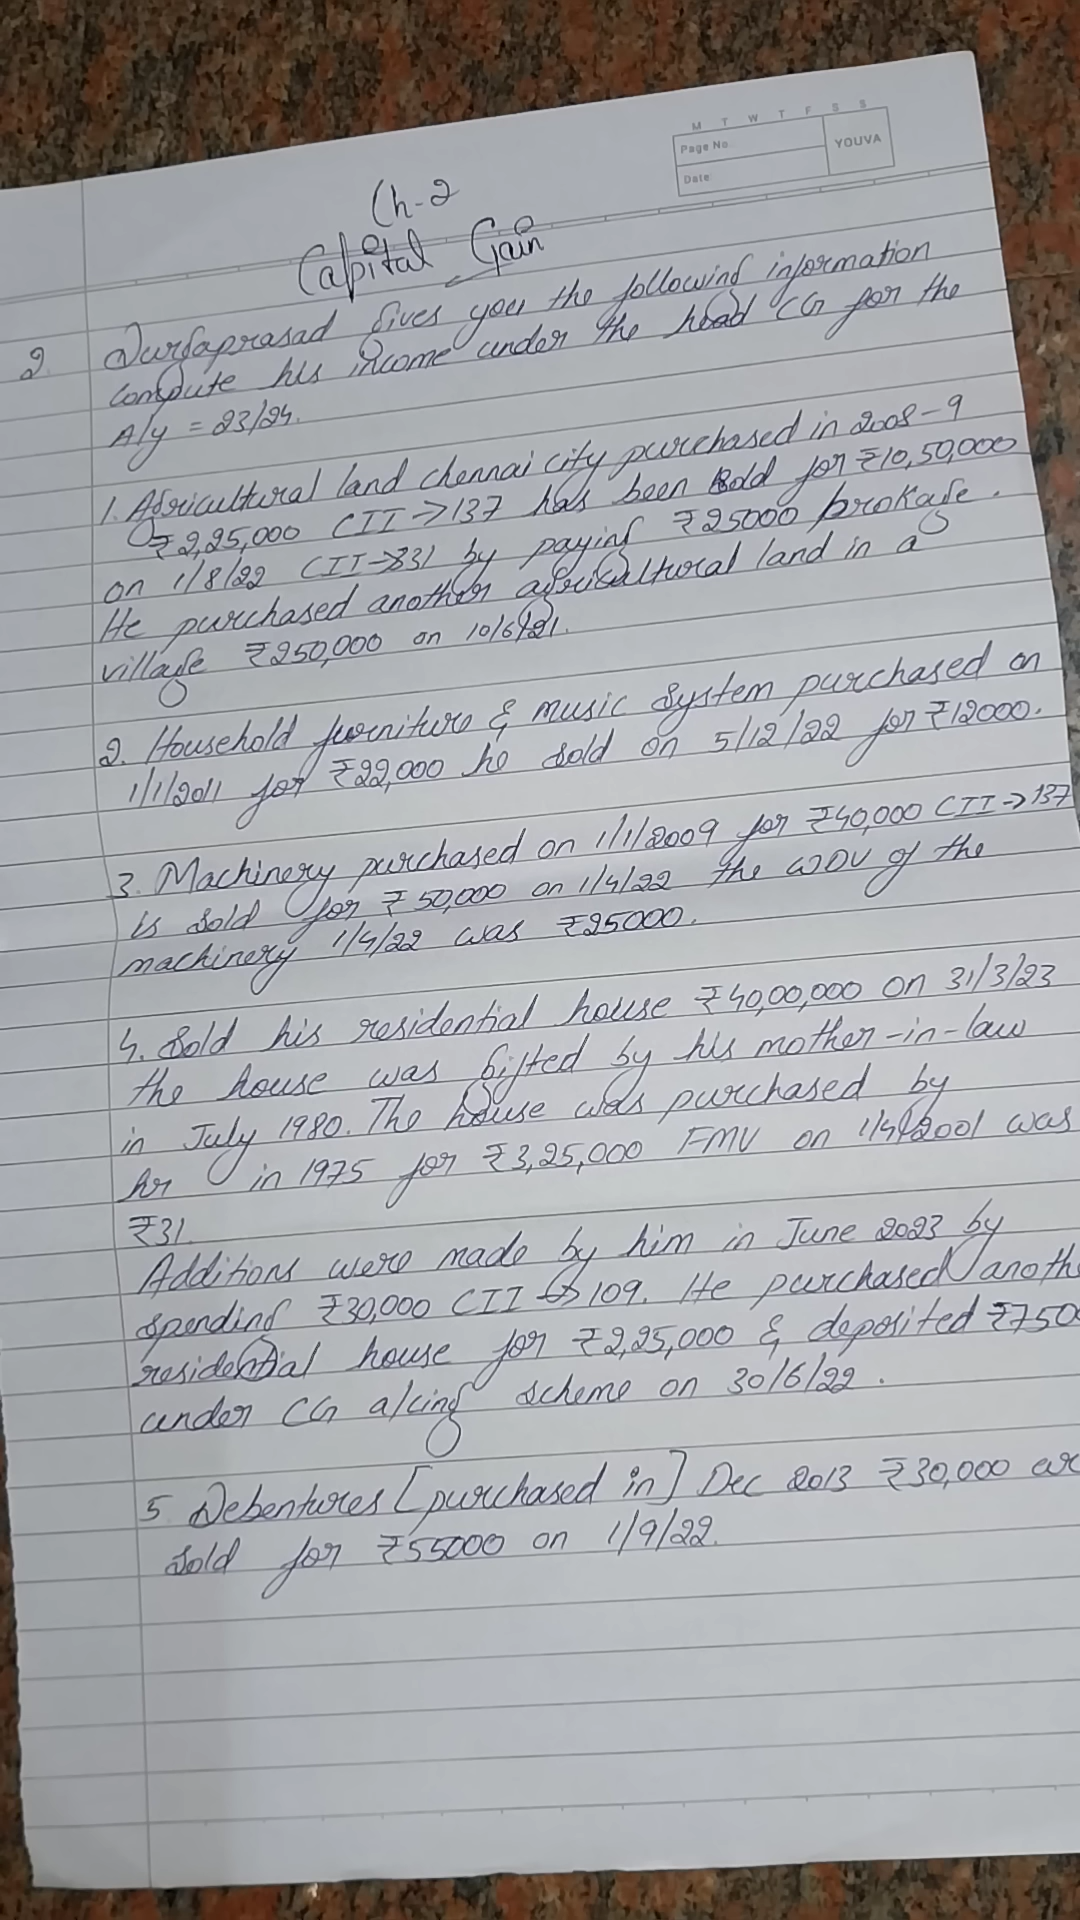 M T W T F S S
Page No
YOUVA
Date
Ch-2
Capital Gain
2. Durgaprasad gives you the following information
compute his income under the head CG for the
A/y = 23/24.
1. Agricultural land chennai city purchased in 2008-9
₹2,25,000 CII→137 has been sold for ₹10,50,000
on 1/8/22 CII→331 by paying ₹25000 brokage.
He purchased another agricultural land in a
village ₹250,000 on 10/6/21.
2. Household furniture & music system purchased on
1/1/2011 for ₹22,000 he sold on 5/12/22 for ₹12000.
3. Machinery purchased on 1/1/2009 for ₹40,000 CII→137
is sold for ₹50,000 on 1/4/22 the WDV of the
machinery 1/4/22 was ₹25000.
4. Sold his residential house ₹40,00,000 on 31/3/23
the house was gifted by his mother-in-law
in July 1980. The house was purchased by
hr in 1975 for ₹3,25,000 FMV on 1/4/2001 was
₹31.
Additions were made by him in June 2023 by
spending ₹30,000 CII 109. He purchased anoth
residential house for ₹2,25,000 & deposited ₹750
under CG a/cing scheme on 30/6/22.
5 Debentures [purchased in] Dec 2013 ₹30,000 ar
sold for ₹55000 on 1/9/22.